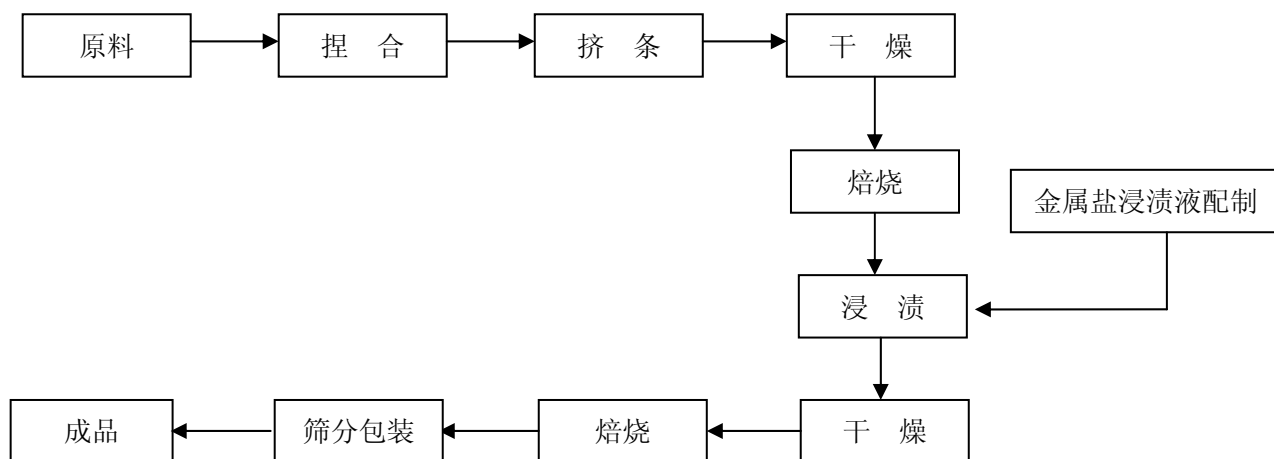 原料
捏 合
挤 条
干 燥
焙烧
金属盐浸渍液配制
浸 渍
成品
筛分包装
焙烧
干 燥